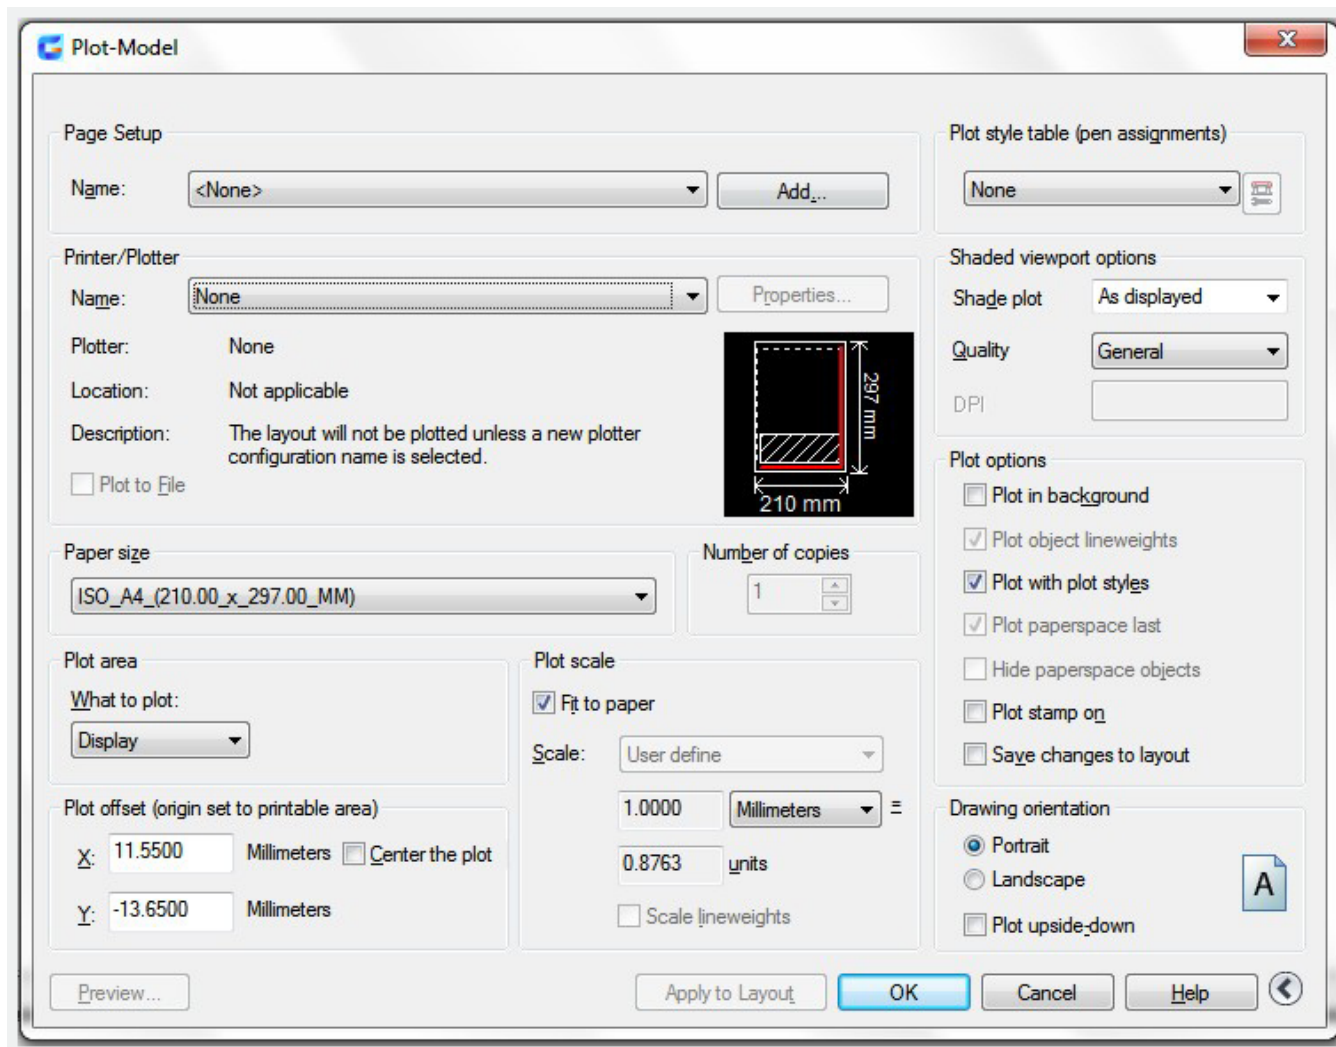 Plot-Model
Page Setup
Name: <None> Add...
Plot style table (pen assignments)
None
Printer/Plotter
Name: None Properties...
Plotter: None
Location: Not applicable
Description: The layout will not be plotted unless a new plotter
configuration name is selected.
Plot to File
297 mm
210 mm
Shaded viewport options
Shade plot As displayed
Quality General
DPI
Paper size
ISO_A4_(210.00_x_297.00_MM)
Number of copies
1
Plot options
Plot in background
Plot object lineweights
Plot with plot styles
Plot paperspace last
Hide paperspace objects
Plot stamp on
Save changes to layout
Plot area
What to plot:
Display
Plot scale
Fit to paper
Scale: User define
1.0000 Millimeters =
0.8763 units
Scale lineweights
Plot offset (origin set to printable area)
X: 11.5500 Millimeters Center the plot
Y: -13.6500 Millimeters
Drawing orientation
Portrait
Landscape
A
Plot upside-down
Preview... Apply to Layout OK Cancel Help